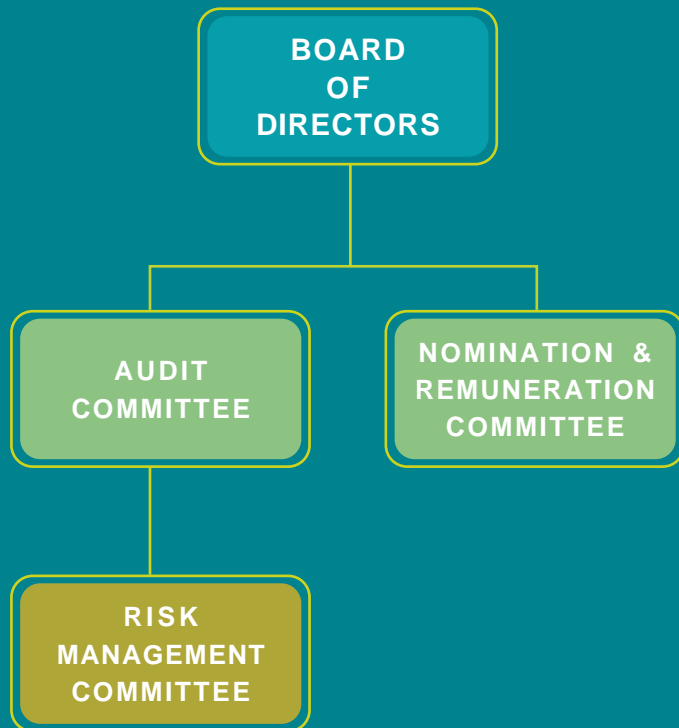 BOARD
OF
DIRECTORS
AUDIT
COMMITTEE
NOMINATION &
REMUNERATION
COMMITTEE
RISK
MANAGEMENT
COMMITTEE